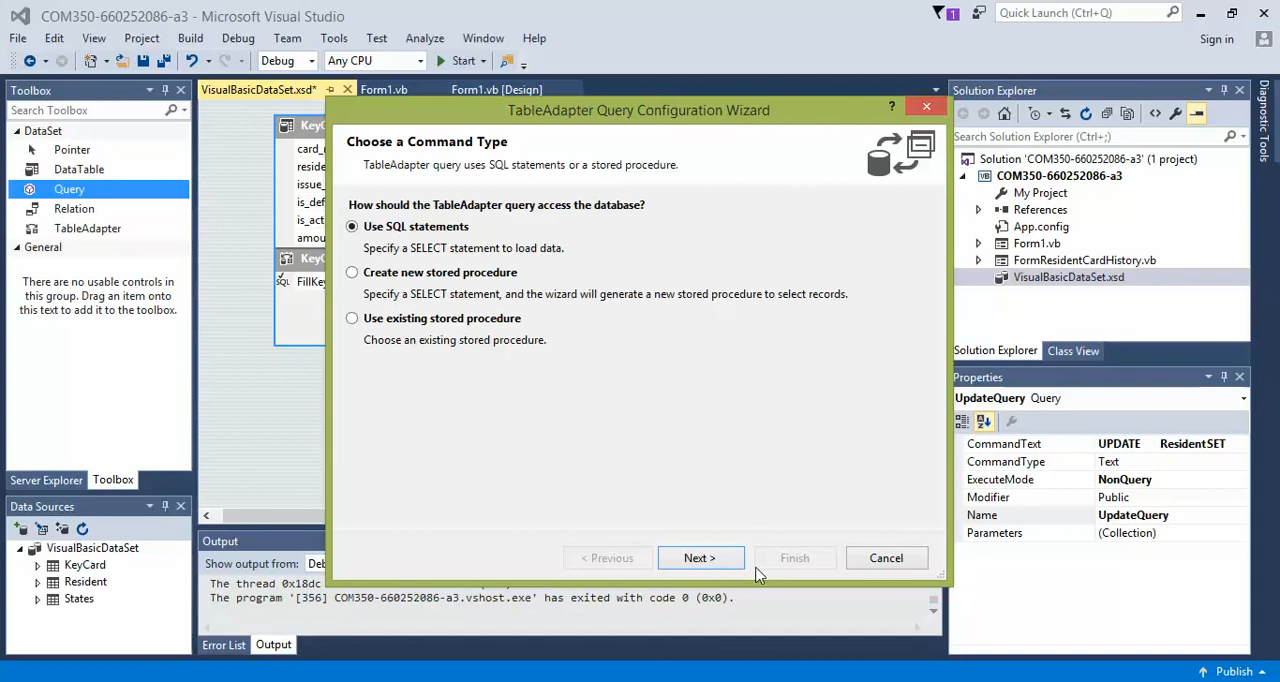 COM350-660252086-a3 - Microsoft Visual Studio
1
Quick Launch (Ctrl+Q)
File Edit View Project Build Debug Team Tools Test Analyze Window Help
Sign in
Debug Any CPU Start
Toolbox
Search Toolbox
DataSet
Pointer
DataTable
Query
Relation
TableAdapter
General
There are no usable controls in
this group. Drag an item onto
this text to add it to the toolbox.
Server Explorer Toolbox
Data Sources
VisualBasicDataSet
KeyCard
Resident
States
VisualBasicDataSet.xsd* Form1.vb Form1.vb [Design]
TableAdapter Query Configuration Wizard
?
Choose a Command Type
TableAdapter query uses SQL statements or a stored procedure.
How should the TableAdapter query access the database?
Use SQL statements
Specify a SELECT statement to load data.
Create new stored procedure
Specify a SELECT statement, and the wizard will generate a new stored procedure to select records.
Use existing stored procedure
Choose an existing stored procedure.
< Previous Next > Finish Cancel
Output
Show output from:
The thread 0x18dc
The program '[356] COM350-660252086-a3.vshost.exe' has exited with code 0 (0x0).
Error List Output
Solution Explorer
Search Solution Explorer (Ctrl+;)
Solution 'COM350-660252086-a3' (1 project)
COM350-660252086-a3
My Project
References
App.config
Form1.vb
FormResidentCardHistory.vb
VisualBasicDataSet.xsd
Solution Explorer Class View
Properties
UpdateQuery Query
CommandText UPDATE ResidentSET
CommandType Text
ExecuteMode NonQuery
Modifier Public
Name UpdateQuery
Parameters (Collection)
Diagnostic Tools
Publish